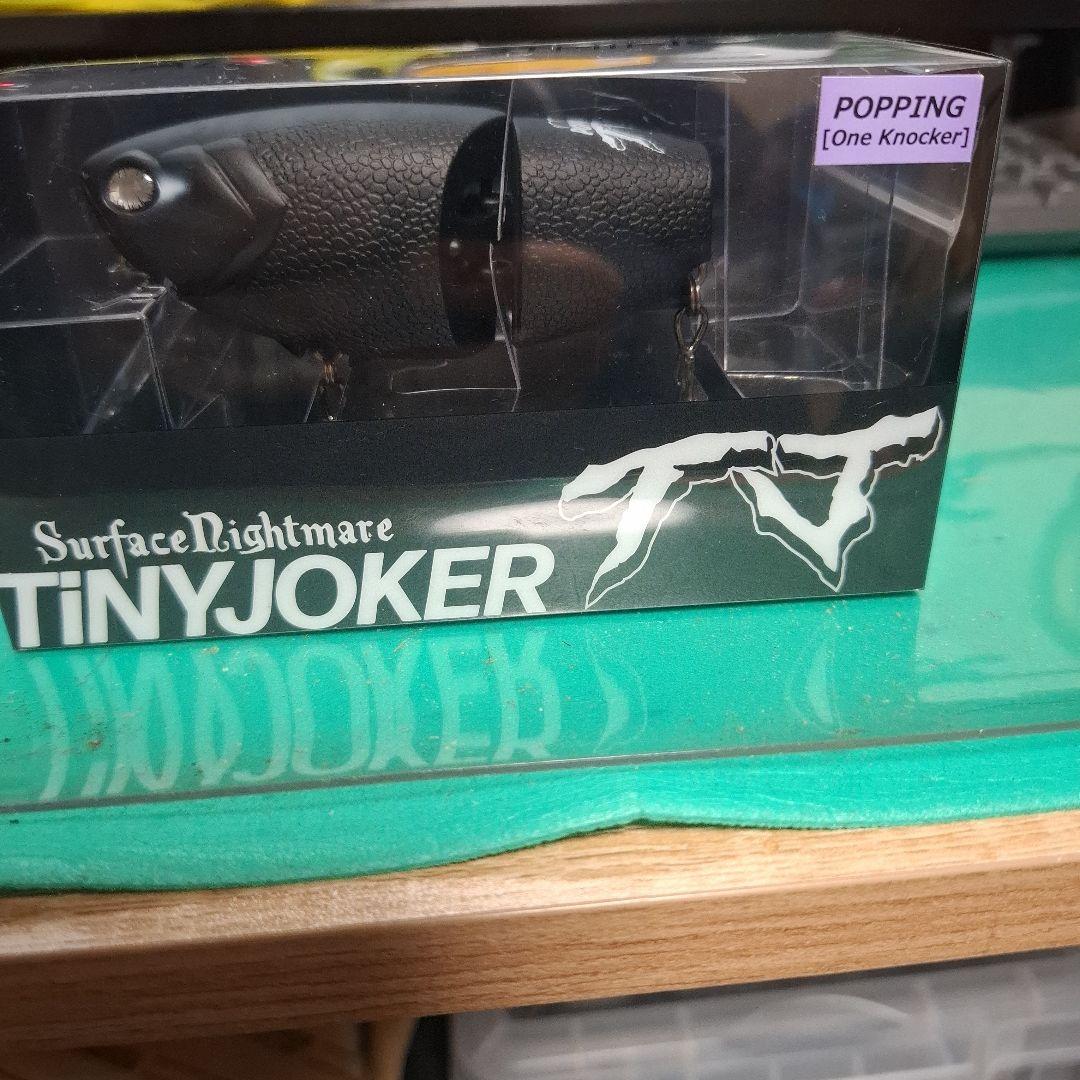 POPPING
[One Knocker]
SurfaceNightmare
TiNYJOKER
TJ